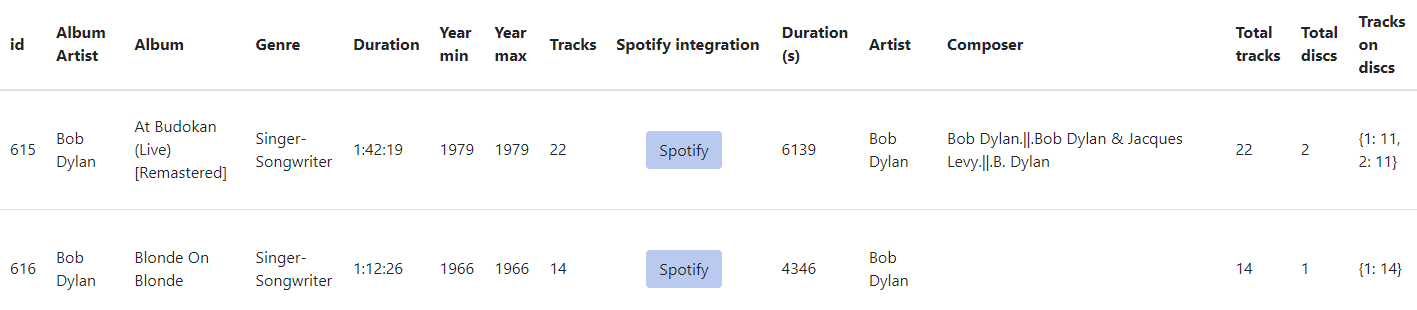 id Album Artist Album Genre Duration Year min Year max Tracks Spotify integration Duration (s) Artist Composer Total tracks Total discs Tracks on discs
615 Bob Dylan At Budokan (Live) [Remastered] Singer-Songwriter 1:42:19 1979 1979 22 Spotify 6139 Bob Dylan Bob Dylan.||.Bob Dylan & Jacques Levy.||.B. Dylan 22 2 {1: 11, 2: 11}
616 Bob Dylan Blonde On Blonde Singer-Songwriter 1:12:26 1966 1966 14 Spotify 4346 Bob Dylan 14 1 {1: 14}